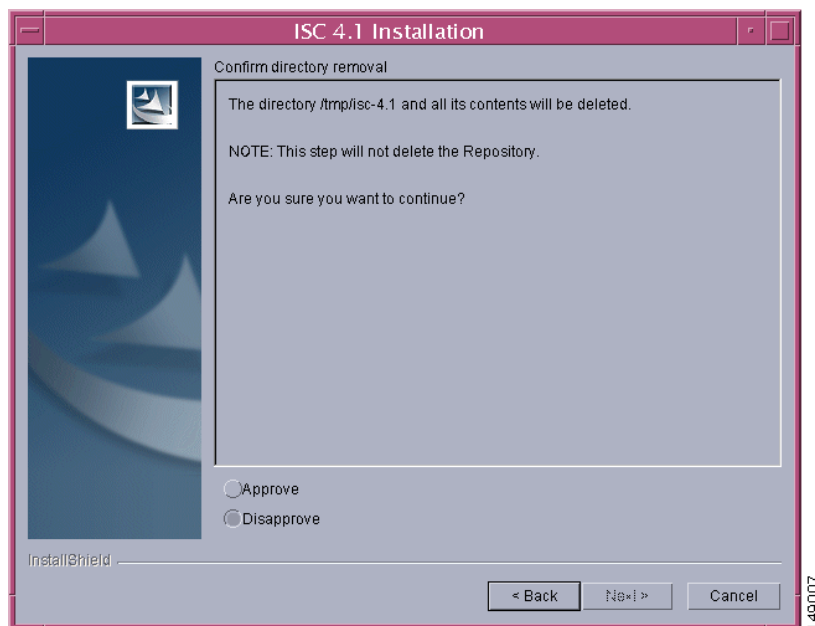 ISC 4.1 Installation
Confirm directory removal
The directory /tmp/isc-4.1 and all its contents will be deleted.
NOTE: This step will not delete the Repository.
Are you sure you want to continue?
Approve
Disapprove
InstallShield
< Back
Next >
Cancel
49007